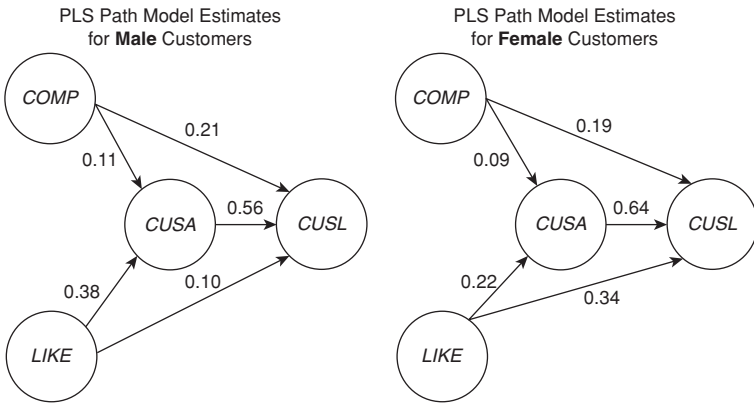 PLS Path Model Estimates
for Male Customers
COMP
0.21
0.11
CUSA
0.56
CUSL
0.38
0.10
LIKE
PLS Path Model Estimates
for Female Customers
COMP
0.19
0.09
CUSA
0.64
CUSL
0.22
0.34
LIKE